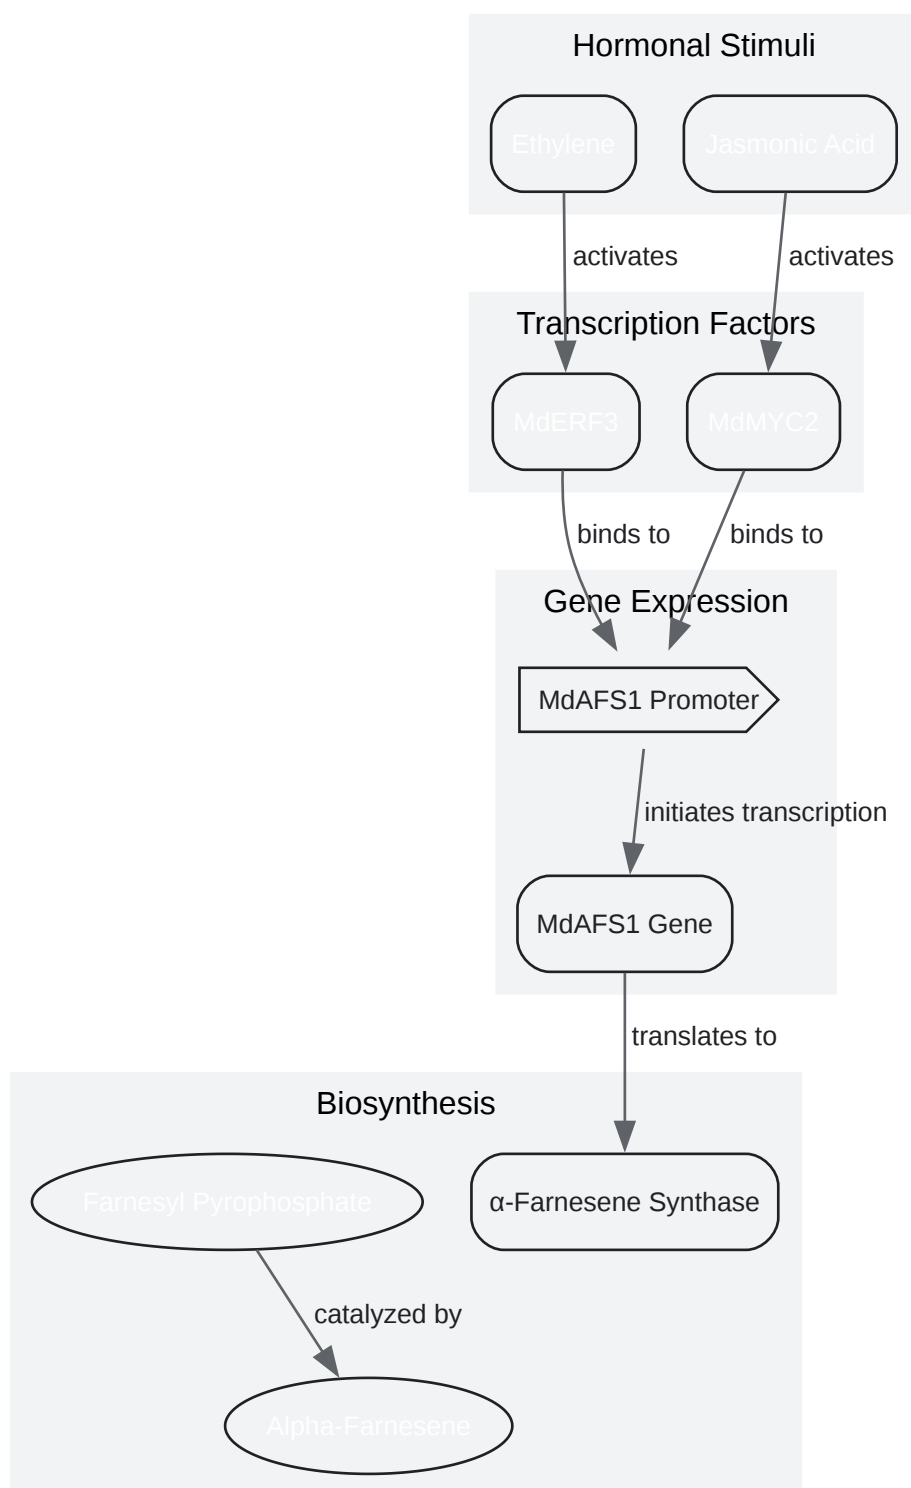 Hormonal Stimuli
Ethylene
Jasmonic Acid
activates
activates
Transcription Factors
MdERF3
MdMYC2
binds to
binds to
Gene Expression
MdAFS1 Promoter
initiates transcription
MdAFS1 Gene
translates to
Biosynthesis
Farnesyl Pyrophosphate
α-Farnesene Synthase
catalyzed by
Alpha-Farnesene